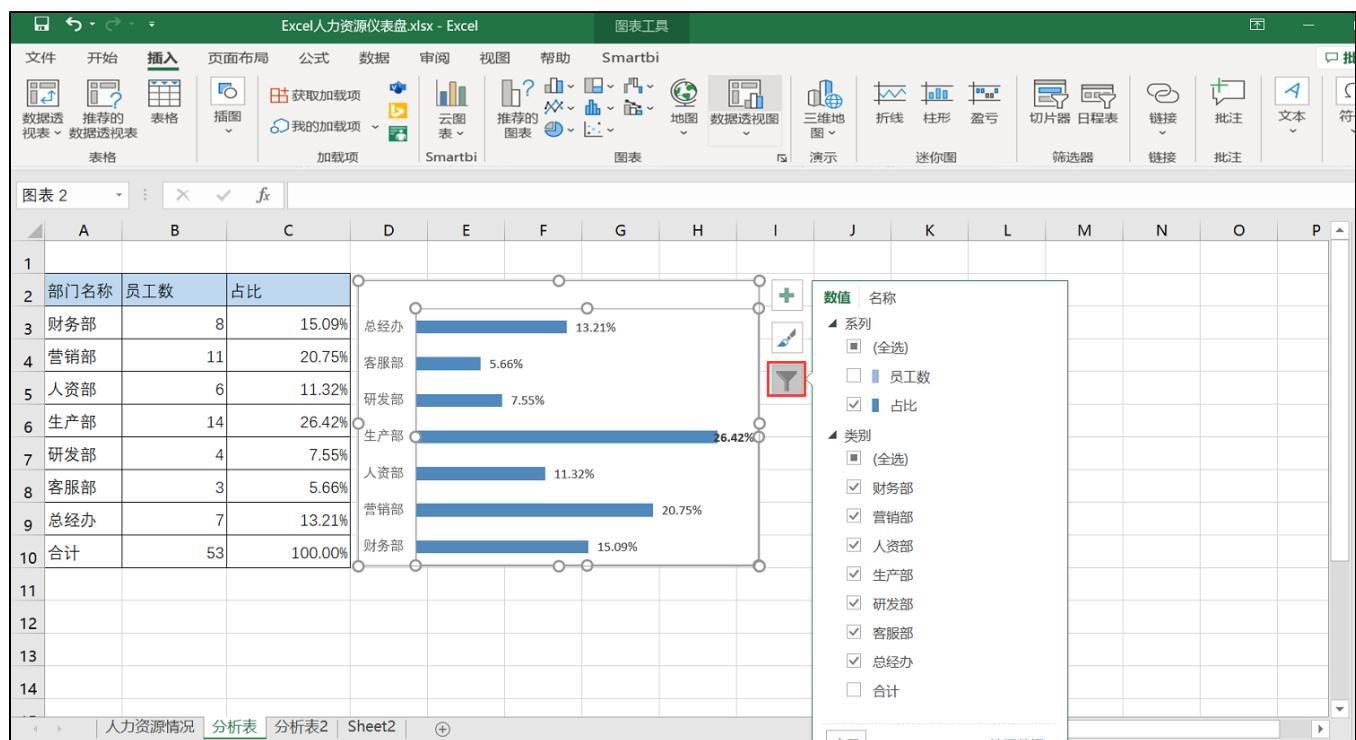 Excel人力资源仪表盘.xlsx - Excel
图表工具
文件 开始 插入 页面布局 公式 数据 审阅 视图 帮助 Smartbi
数据透视表
推荐的数据透视表
表格
表格
插图
获取加载项
我的加载项
加载项
云图表
Smartbi
推荐的图表
地图
数据透视图
图表
三维地图
演示
折线
柱形
盈亏
迷你图
切片器
日程表
筛选器
链接
链接
批注
批注
文本
图表 2
fx
A B C D E F G H I J K L M N O P
1
2 部门名称 员工数 占比
3 财务部 8 15.09%
4 营销部 11 20.75%
5 人资部 6 11.32%
6 生产部 14 26.42%
7 研发部 4 7.55%
8 客服部 3 5.66%
9 总经办 7 13.21%
10 合计 53 100.00%
11
12
13
14
总经办 13.21%
客服部 5.66%
研发部 7.55%
生产部 26.42%
人资部 11.32%
营销部 20.75%
财务部 15.09%
数值 名称
系列
(全选)
员工数
占比
类别
(全选)
财务部
营销部
人资部
生产部
研发部
客服部
总经办
合计
人力资源情况 分析表 分析表2 Sheet2